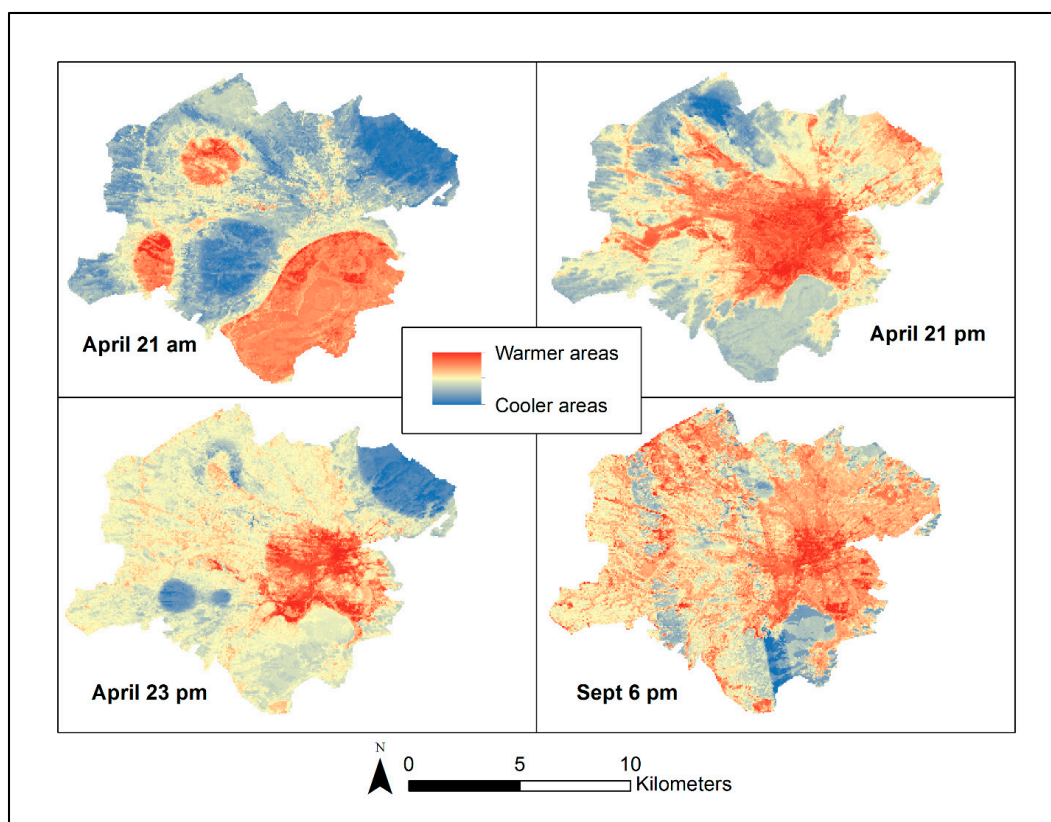 April 21 am
April 21 pm
Warmer areas
Cooler areas
April 23 pm
Sept 6 pm
N
0 5 10
Kilometers